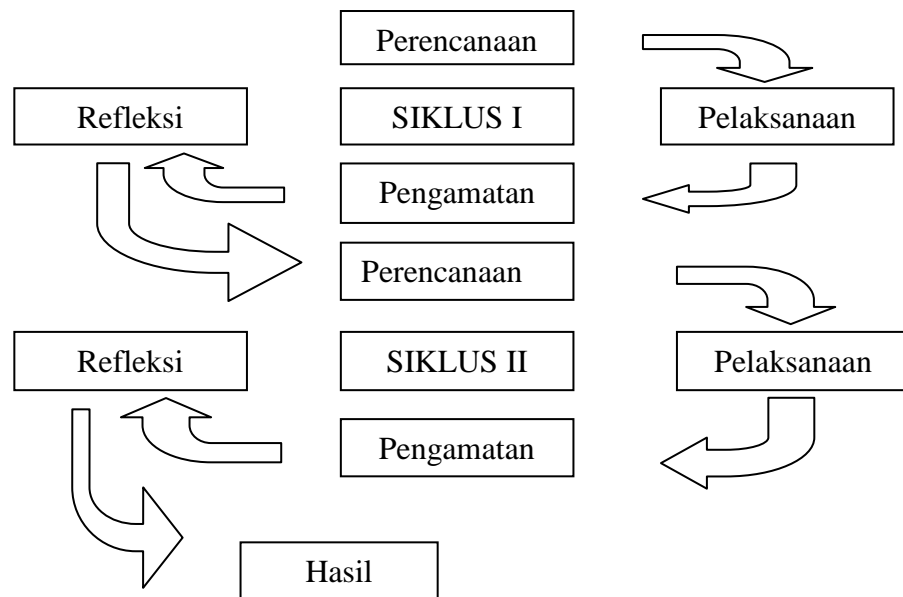 Perencanaan
Refleksi
SIKLUS I
Pelaksanaan
Pengamatan
Perencanaan
Refleksi
SIKLUS II
Pelaksanaan
Pengamatan
Hasil